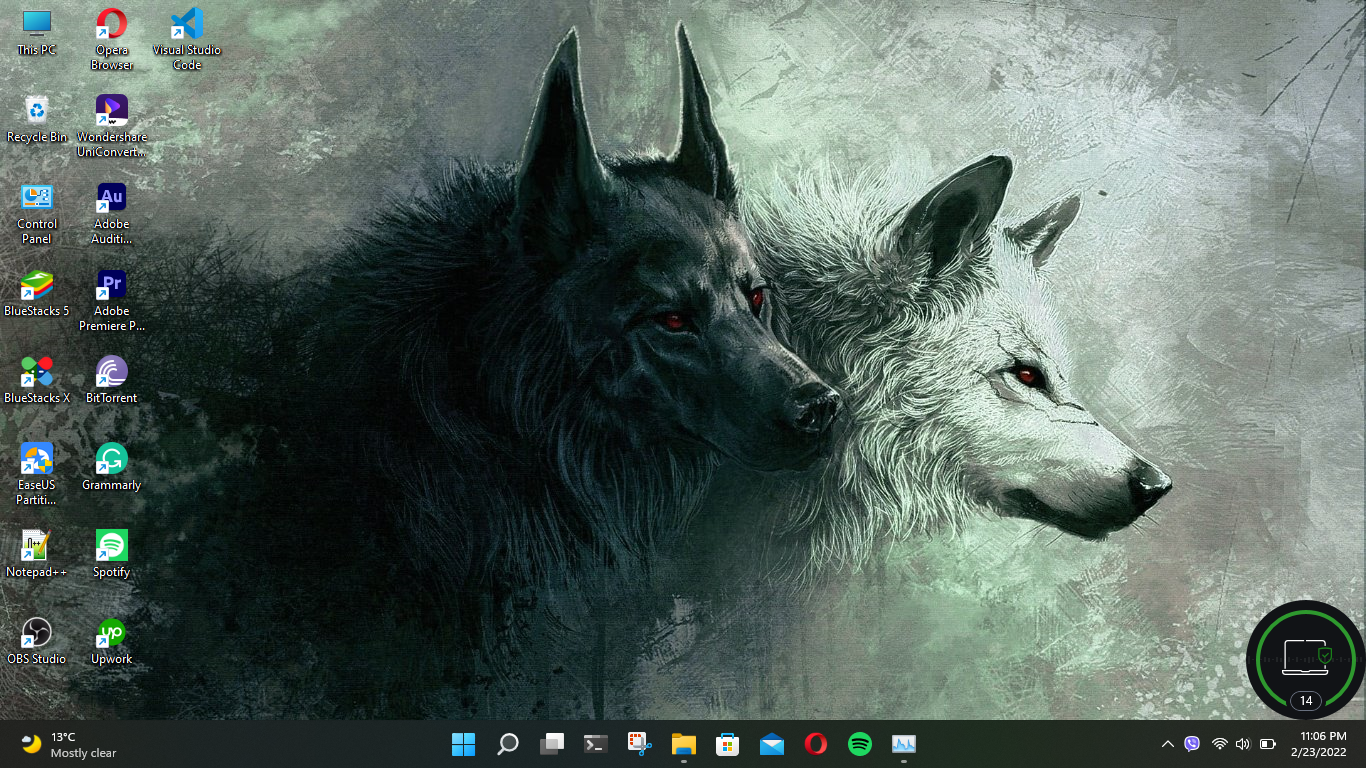 This PC
Opera
Browser
Visual Studio
Code
Recycle Bin
Wondershare
UniConvert...
Control
Panel
Au
Adobe
Auditi...
BlueStacks 5
Pr
Adobe
Premiere P...
BlueStacks X
BitTorrent
EaseUS
Partiti...
Grammarly
Notepad++
Spotify
OBS Studio
up
Upwork
14
13°C
Mostly clear
11:06 PM
2/23/2022